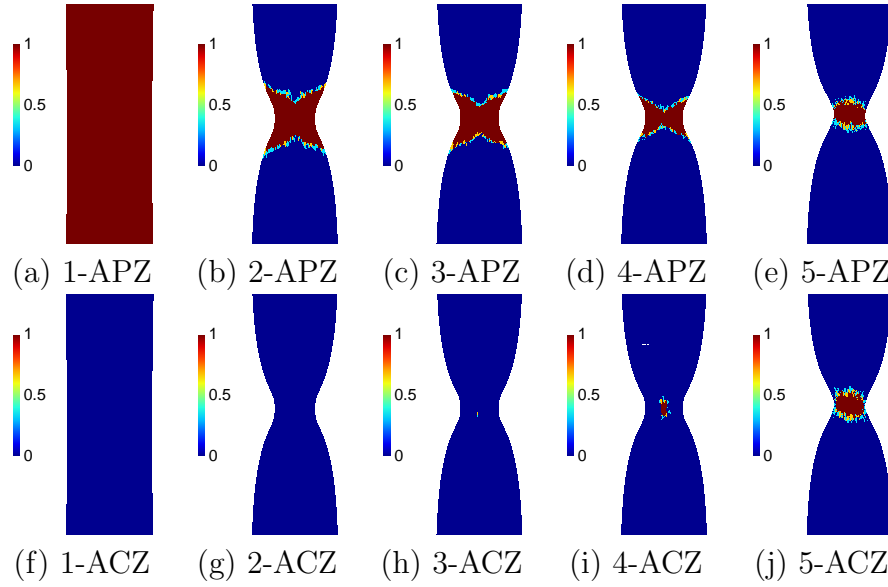 1 1 1 1 1
0.5 0.5 0.5 0.5 0.5
0 0 0 0 0
(a) 1-APZ (b) 2-APZ (c) 3-APZ (d) 4-APZ (e) 5-APZ
1 1 1 1 1
0.5 0.5 0.5 0.5 0.5
0 0 0 0 0
(f) 1-ACZ (g) 2-ACZ (h) 3-ACZ (i) 4-ACZ (j) 5-ACZ